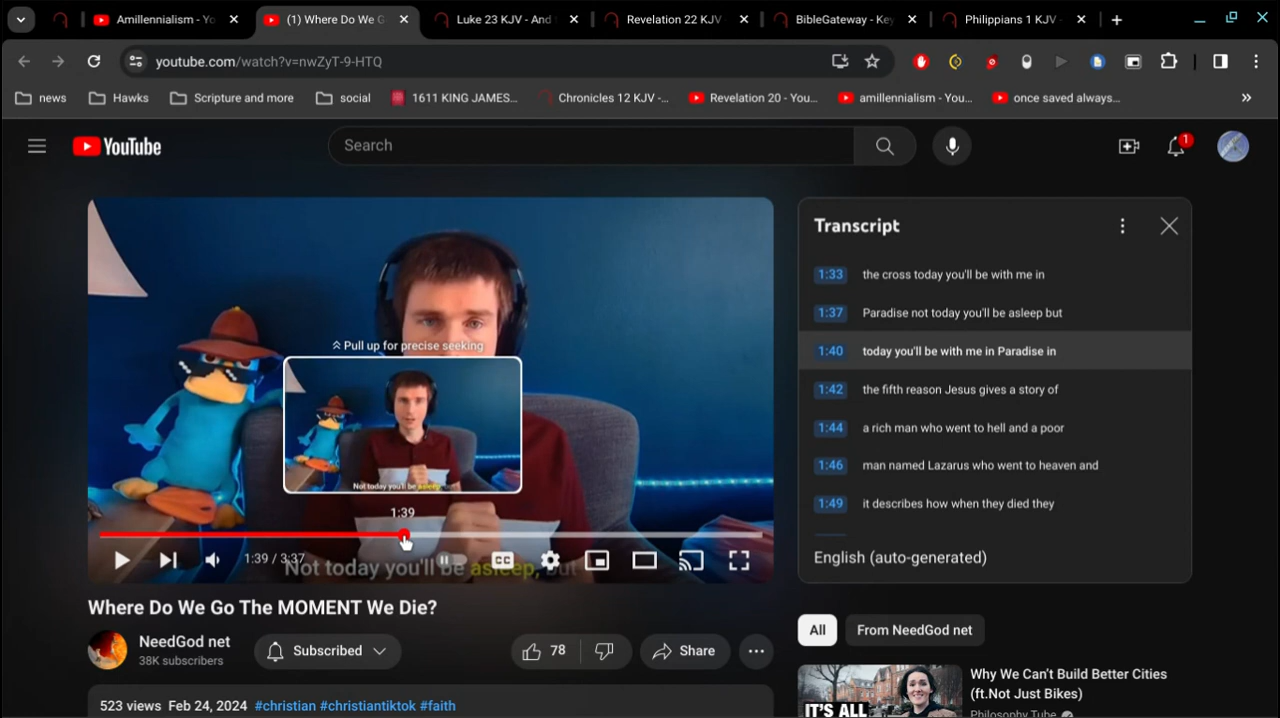 Amillennialism - Yo
(1) Where Do We G
Luke 23 KJV - And
Revelation 22 KJV
BibleGateway - Key
Philippians 1 KJV -
youtube.com/watch?v=nwZyT-9-HTQ
news
Hawks
Scripture and more
social
1611 KING JAMES...
Chronicles 12 KJV -...
Revelation 20 - You...
amillennialism - You...
once saved always...
YouTube
Search
1
Pull up for precise seeking
Not today you'll be asleep,
1:39
1:39 / 3:37
CC
Not today you'll be asleep, but
Where Do We Go The MOMENT We Die?
NeedGod net
38K subscribers
Subscribed
78
Share
523 views Feb 24, 2024 #christian #christiantiktok #faith
Transcript
1:33 the cross today you'll be with me in
1:37 Paradise not today you'll be asleep but
1:40 today you'll be with me in Paradise in
1:42 the fifth reason Jesus gives a story of
1:44 a rich man who went to hell and a poor
1:46 man named Lazarus who went to heaven and
1:49 it describes how when they died they
English (auto-generated)
All
From NeedGod net
IT'S ALL
Why We Can't Build Better Cities
(ft.Not Just Bikes)
Philosophy Tube